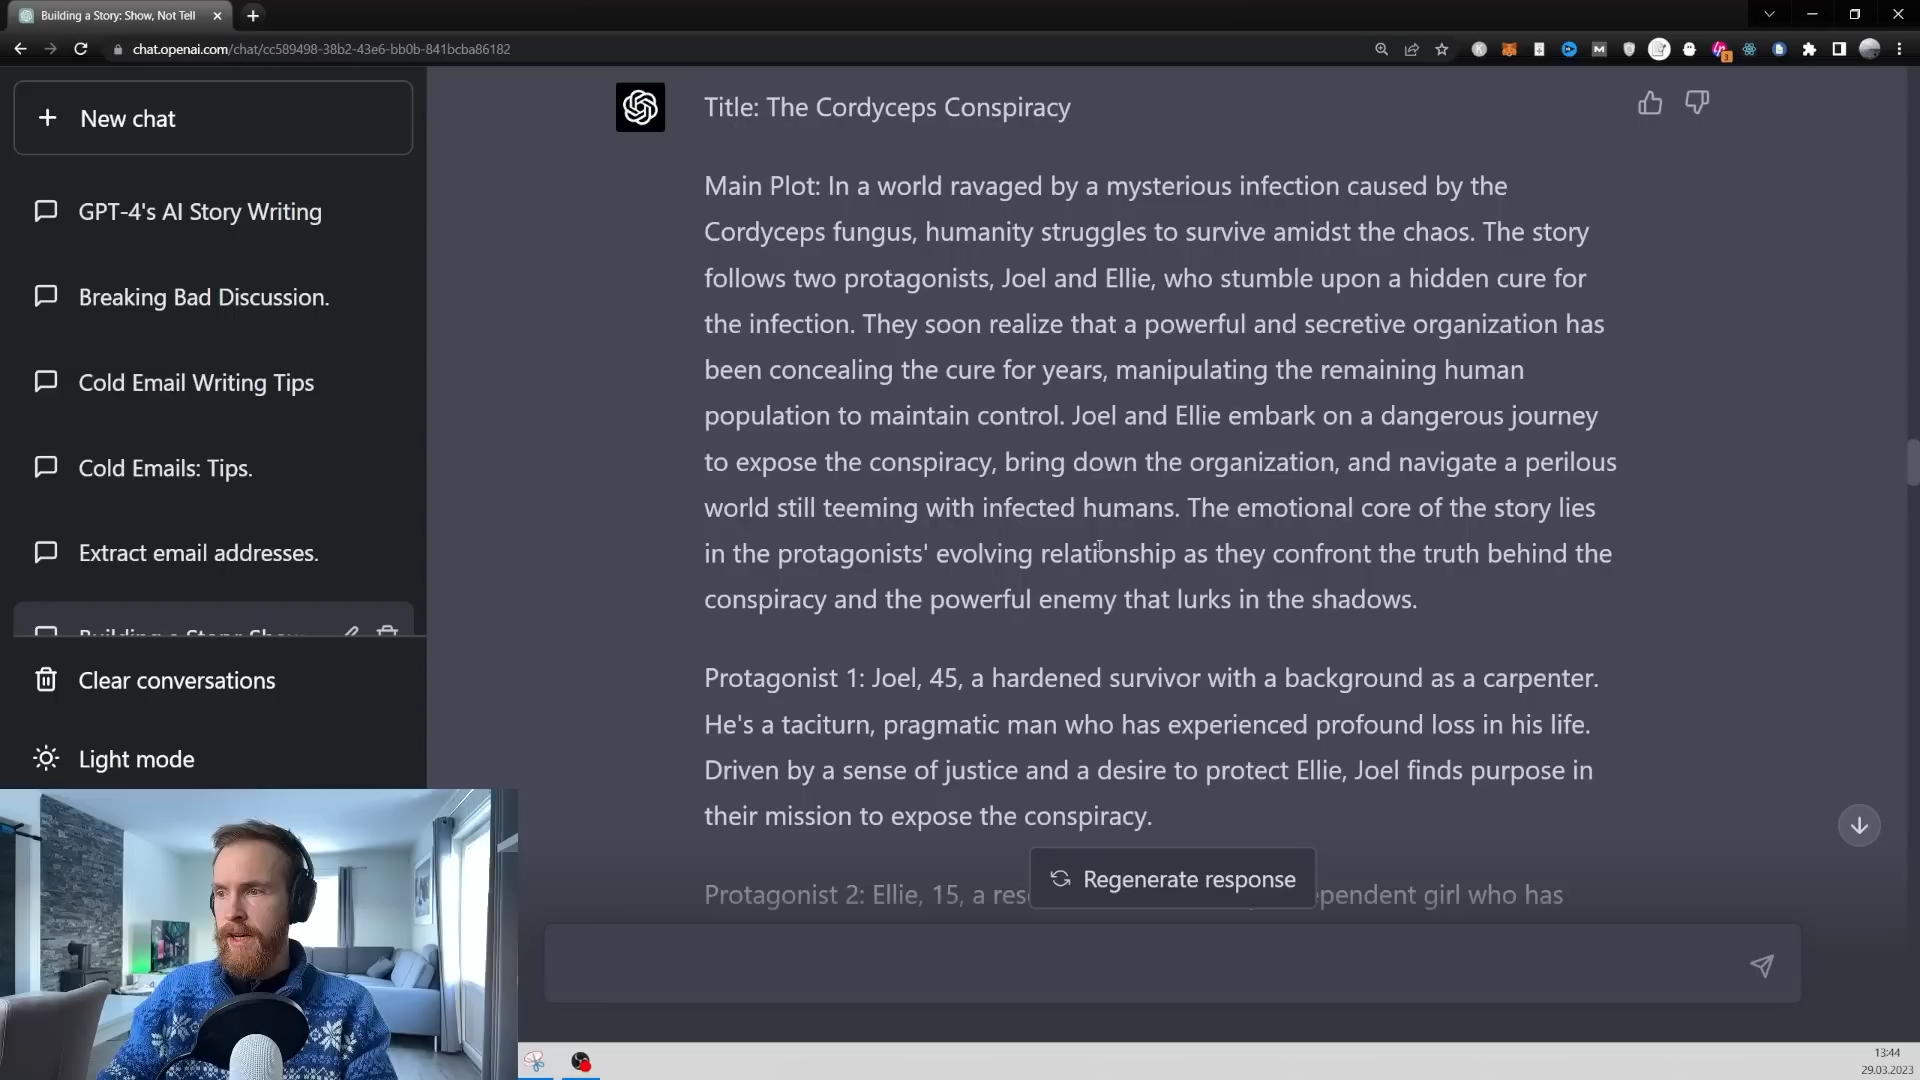 Building a Story: Show, Not Tell
chat.openai.com/chat/cc589498-38b2-43e6-bb0b-841bcba86182
New chat
GPT-4's AI Story Writing
Breaking Bad Discussion.
Cold Email Writing Tips
Cold Emails: Tips.
Extract email addresses.
Building a Story: Show
Clear conversations
Light mode
Title: The Cordyceps Conspiracy
Main Plot: In a world ravaged by a mysterious infection caused by the
Cordyceps fungus, humanity struggles to survive amidst the chaos. The story
follows two protagonists, Joel and Ellie, who stumble upon a hidden cure for
the infection. They soon realize that a powerful and secretive organization has
been concealing the cure for years, manipulating the remaining human
population to maintain control. Joel and Ellie embark on a dangerous journey
to expose the conspiracy, bring down the organization, and navigate a perilous
world still teeming with infected humans. The emotional core of the story lies
in the protagonists' evolving relationship as they confront the truth behind the
conspiracy and the powerful enemy that lurks in the shadows.
Protagonist 1: Joel, 45, a hardened survivor with a background as a carpenter.
He's a taciturn, pragmatic man who has experienced profound loss in his life.
Driven by a sense of justice and a desire to protect Ellie, Joel finds purpose in
their mission to expose the conspiracy.
Protagonist 2: Ellie, 15, a res
pendent girl who has
Regenerate response
13:44
29.03.2023